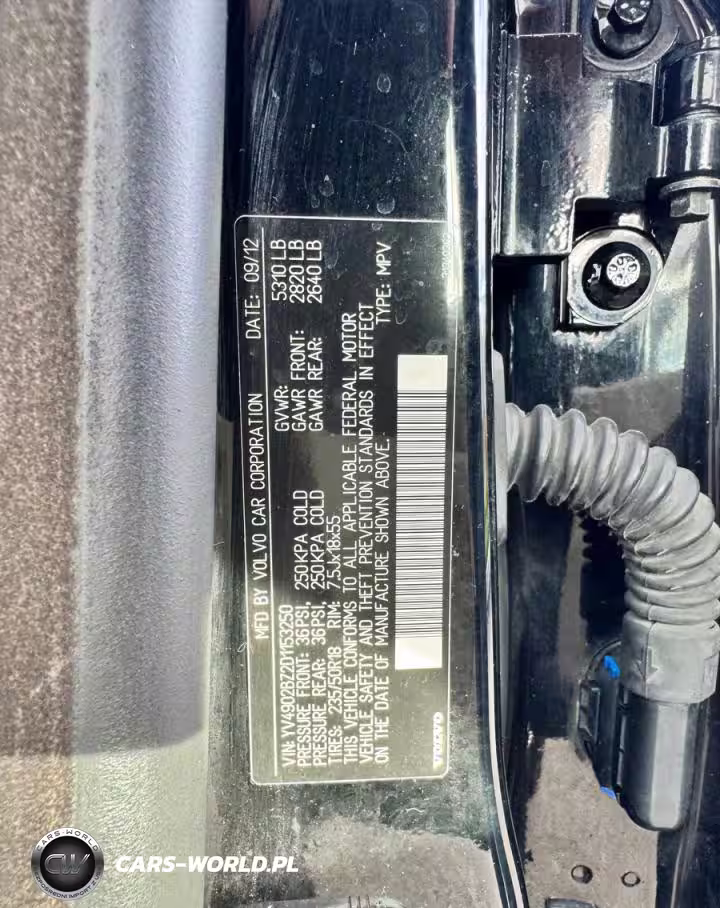 MFD BY VOLVO CAR CORPORATION DATE: 09/12
GVWR: 5310 LB
VIN: YV4902BZ2D1153250 GAWR FRONT: 2820 LB
PRESSURE FRONT: 36PSI, 250KPA COLD GAWR REAR: 2640 LB
PRESSURE REAR: 36PSI, 250KPA COLD
TIRES: 235/50R18 RIM: 7.5Jx18x55
THIS VEHICLE CONFORMS TO ALL APPLICABLE FEDERAL MOTOR
VEHICLE SAFETY AND THEFT PREVENTION STANDARDS IN EFFECT
ON THE DATE OF MANUFACTURE SHOWN ABOVE. TYPE: MPV
VOLVO
CARS-WORLD
CW
CARS-WORLD.PL